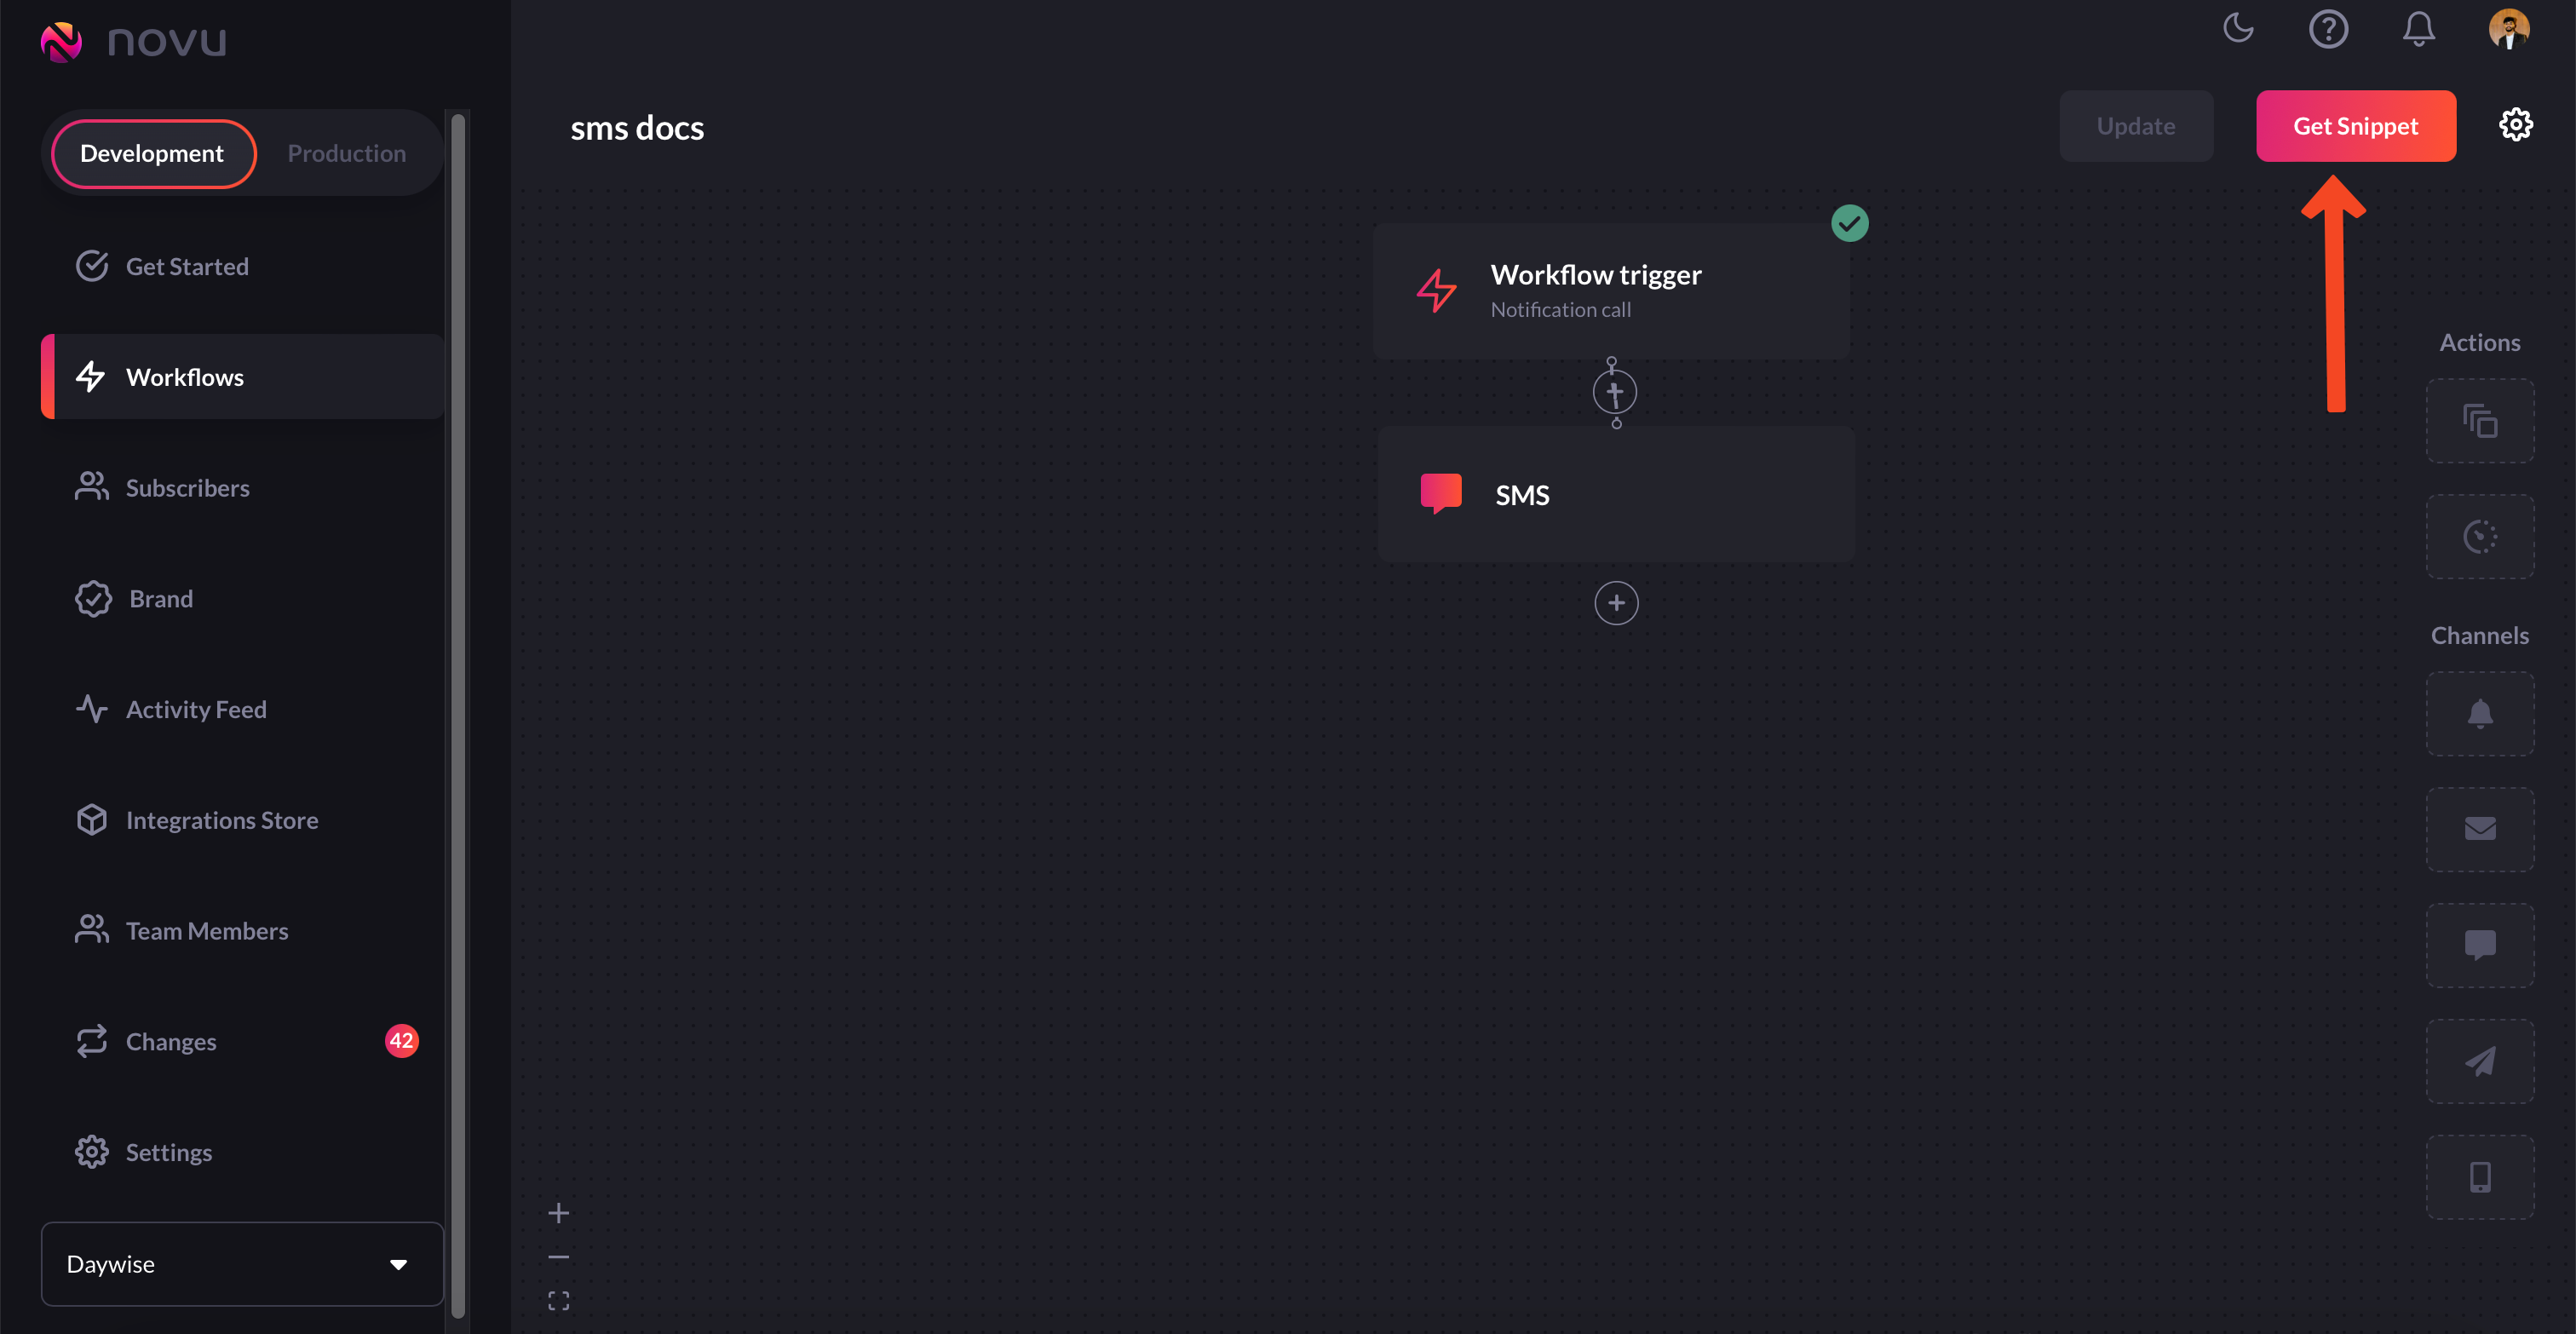 novu
Development
Production
Get Started
Workflows
Subscribers
Brand
Activity Feed
Integrations Store
Team Members
Changes
42
Settings
Daywise
sms docs
Update
Get Snippet
Workflow trigger
Notification call
SMS
Actions
Channels